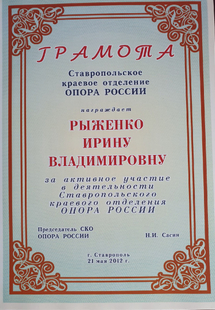 ГРАМОТА
Ставропольское
краевое отделение
ОПОРА РОССИИ
награждает
РЫЖЕНКО
ИРИНУ
ВЛАДИМИРОВНУ
за активное участие
в деятельности
Ставропольского
краевого отделения
ОПОРА РОССИИ
Председатель СКО
ОПОРА РОССИИ Н.И. Сасин
г. Ставрополь
21 мая 2012 г.